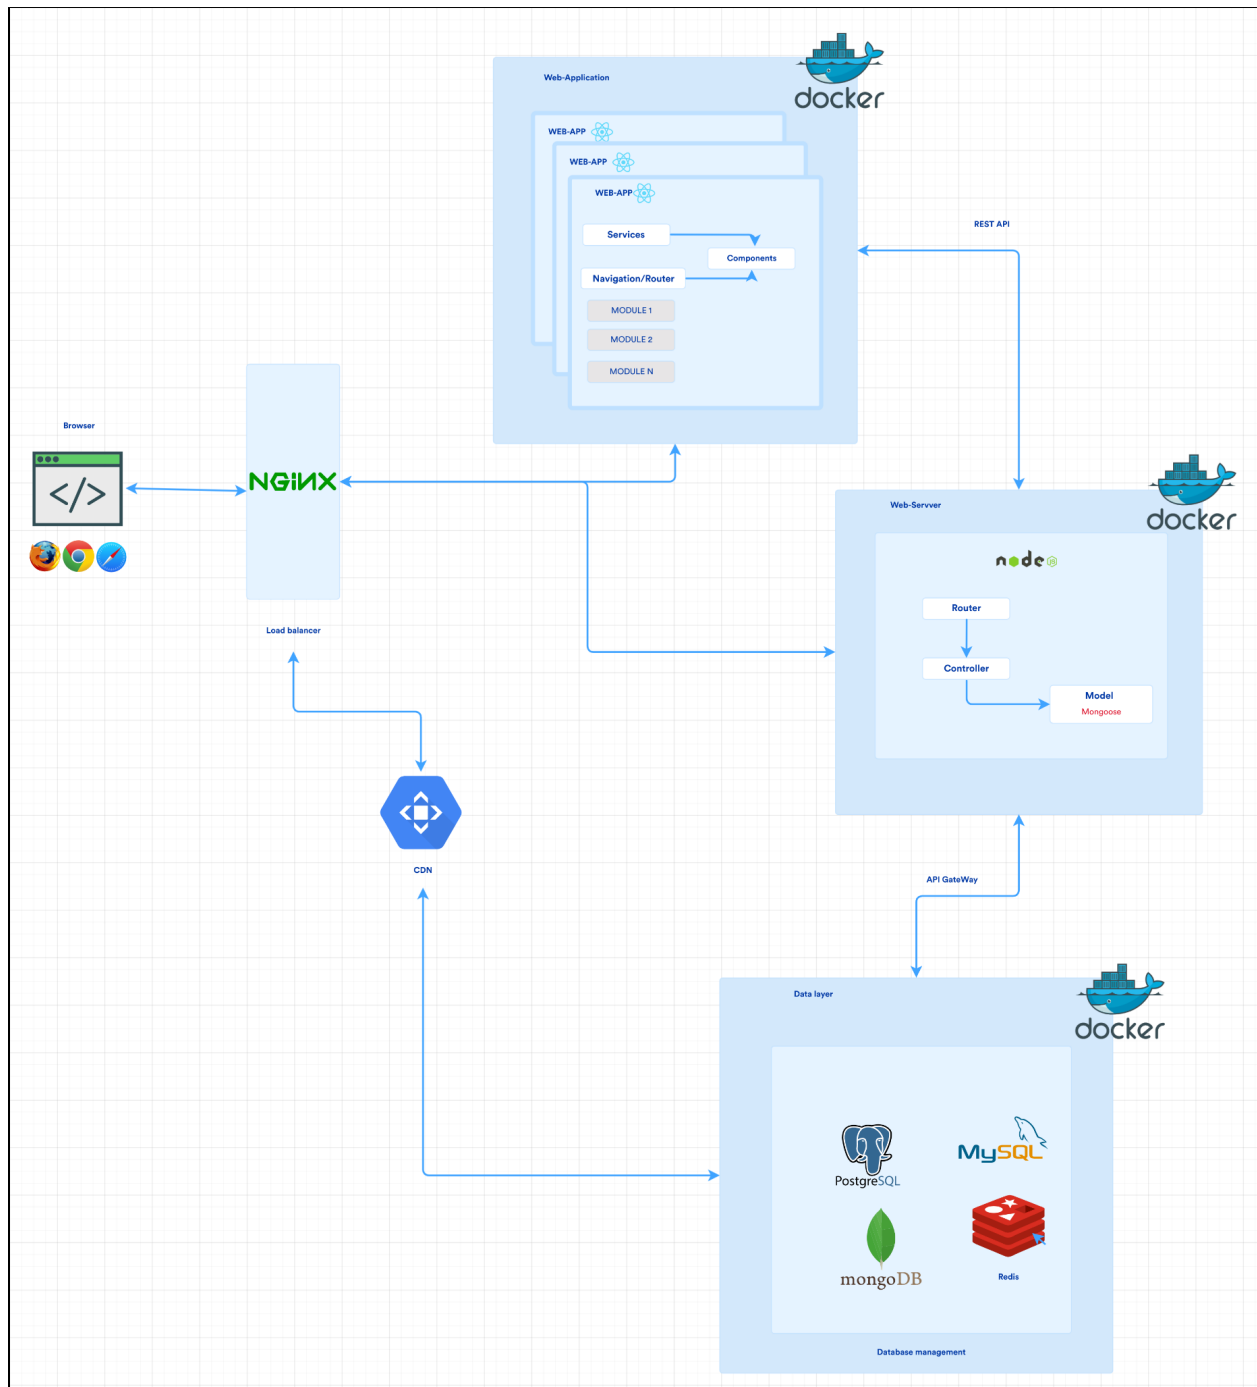 docker
Web-Application
WEB-APP
WEB-APP
WEB-APP
Services
Components
Navigation/Router
MODULE 1
MODULE 2
MODULE N
REST API
Browser
</>
NGiNX
Load balancer
docker
Web-Servver
node JS
Router
Controller
Model
Mongoose
CDN
API GateWay
docker
Data layer
PostgreSQL
MySQL
mongoDB
Redis
Database management